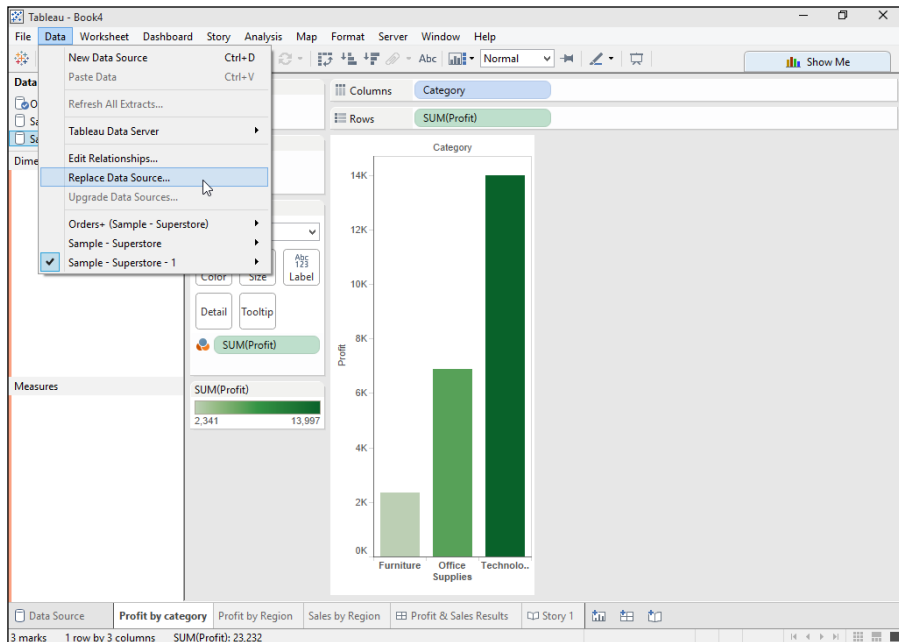 Tableau - Book4
File Data Worksheet Dashboard Story Analysis Map Format Server Window Help
Abc Normal Show Me
New Data Source Ctrl+D
Paste Data Ctrl+V
Refresh All Extracts...
Tableau Data Server
Edit Relationships...
Replace Data Source...
Upgrade Data Sources...
Orders+ (Sample - Superstore)
Sample - Superstore
Sample - Superstore - 1
Data
O
Sa
Sa
Dime
Measures
Columns Category
Rows SUM(Profit)
Color Size Abc 123 Label
Detail Tooltip
SUM(Profit)
SUM(Profit)
2,341 13,997
Category
Profit
14K
12K
10K
8K
6K
4K
2K
0K
Furniture Office Supplies Technolo..
Data Source Profit by category Profit by Region Sales by Region Profit & Sales Results Story 1
3 marks 1 row by 3 columns SUM(Profit): 23,232